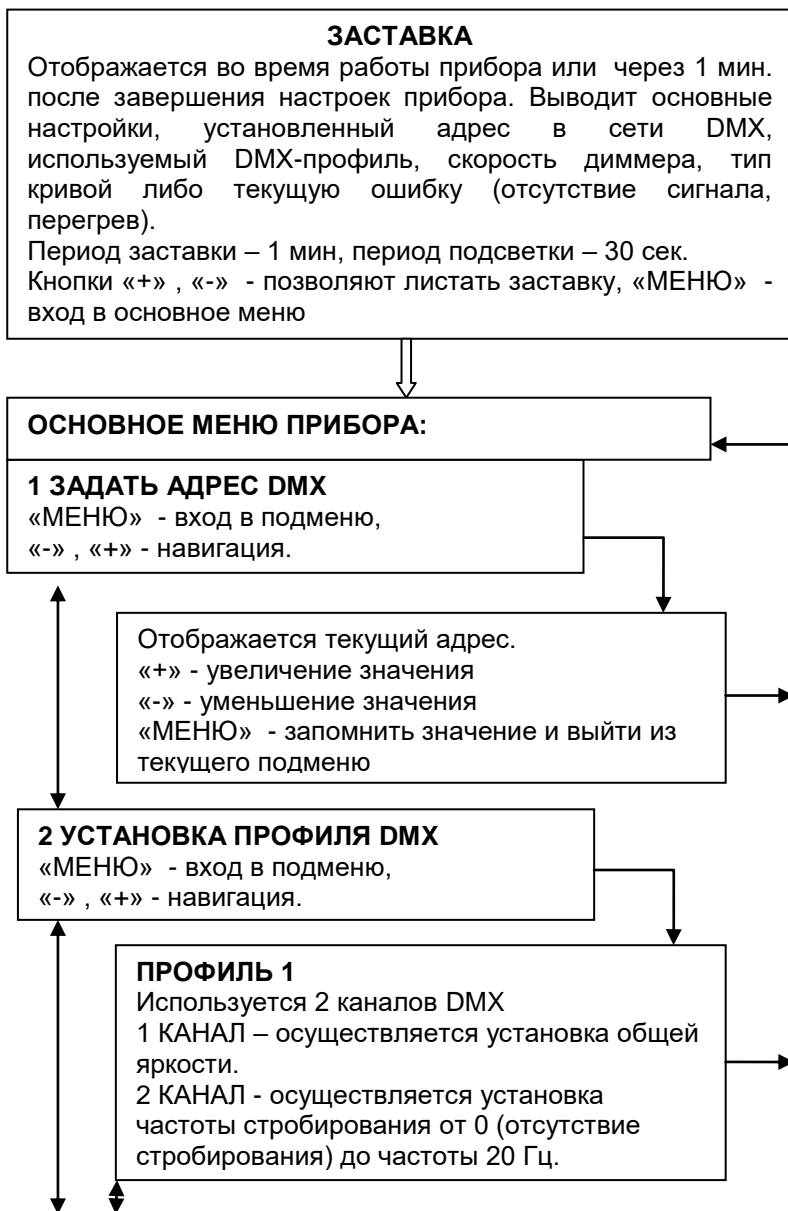 ЗАСТАВКА
Отображается во время работы прибора или через 1 мин.
после завершения настроек прибора. Выводит основные
настройки, установленный адрес в сети DMX,
используемый DMX-профиль, скорость диммера, тип
кривой либо текущую ошибку (отсутствие сигнала,
перегрев).
Период заставки – 1 мин, период подсветки – 30 сек.
Кнопки «+» , «-» - позволяют листать заставку, «МЕНЮ» -
вход в основное меню
ОСНОВНОЕ МЕНЮ ПРИБОРА:
1 ЗАДАТЬ АДРЕС DMX
«МЕНЮ» - вход в подменю,
«-» , «+» - навигация.
Отображается текущий адрес.
«+» - увеличение значения
«-» - уменьшение значения
«МЕНЮ» - запомнить значение и выйти из
текущего подменю
2 УСТАНОВКА ПРОФИЛЯ DMX
«МЕНЮ» - вход в подменю,
«-» , «+» - навигация.
ПРОФИЛЬ 1
Используется 2 каналов DMX
1 КАНАЛ – осуществляется установка общей
яркости.
2 КАНАЛ - осуществляется установка
частоты стробирования от 0 (отсутствие
стробирования) до частоты 20 Гц.